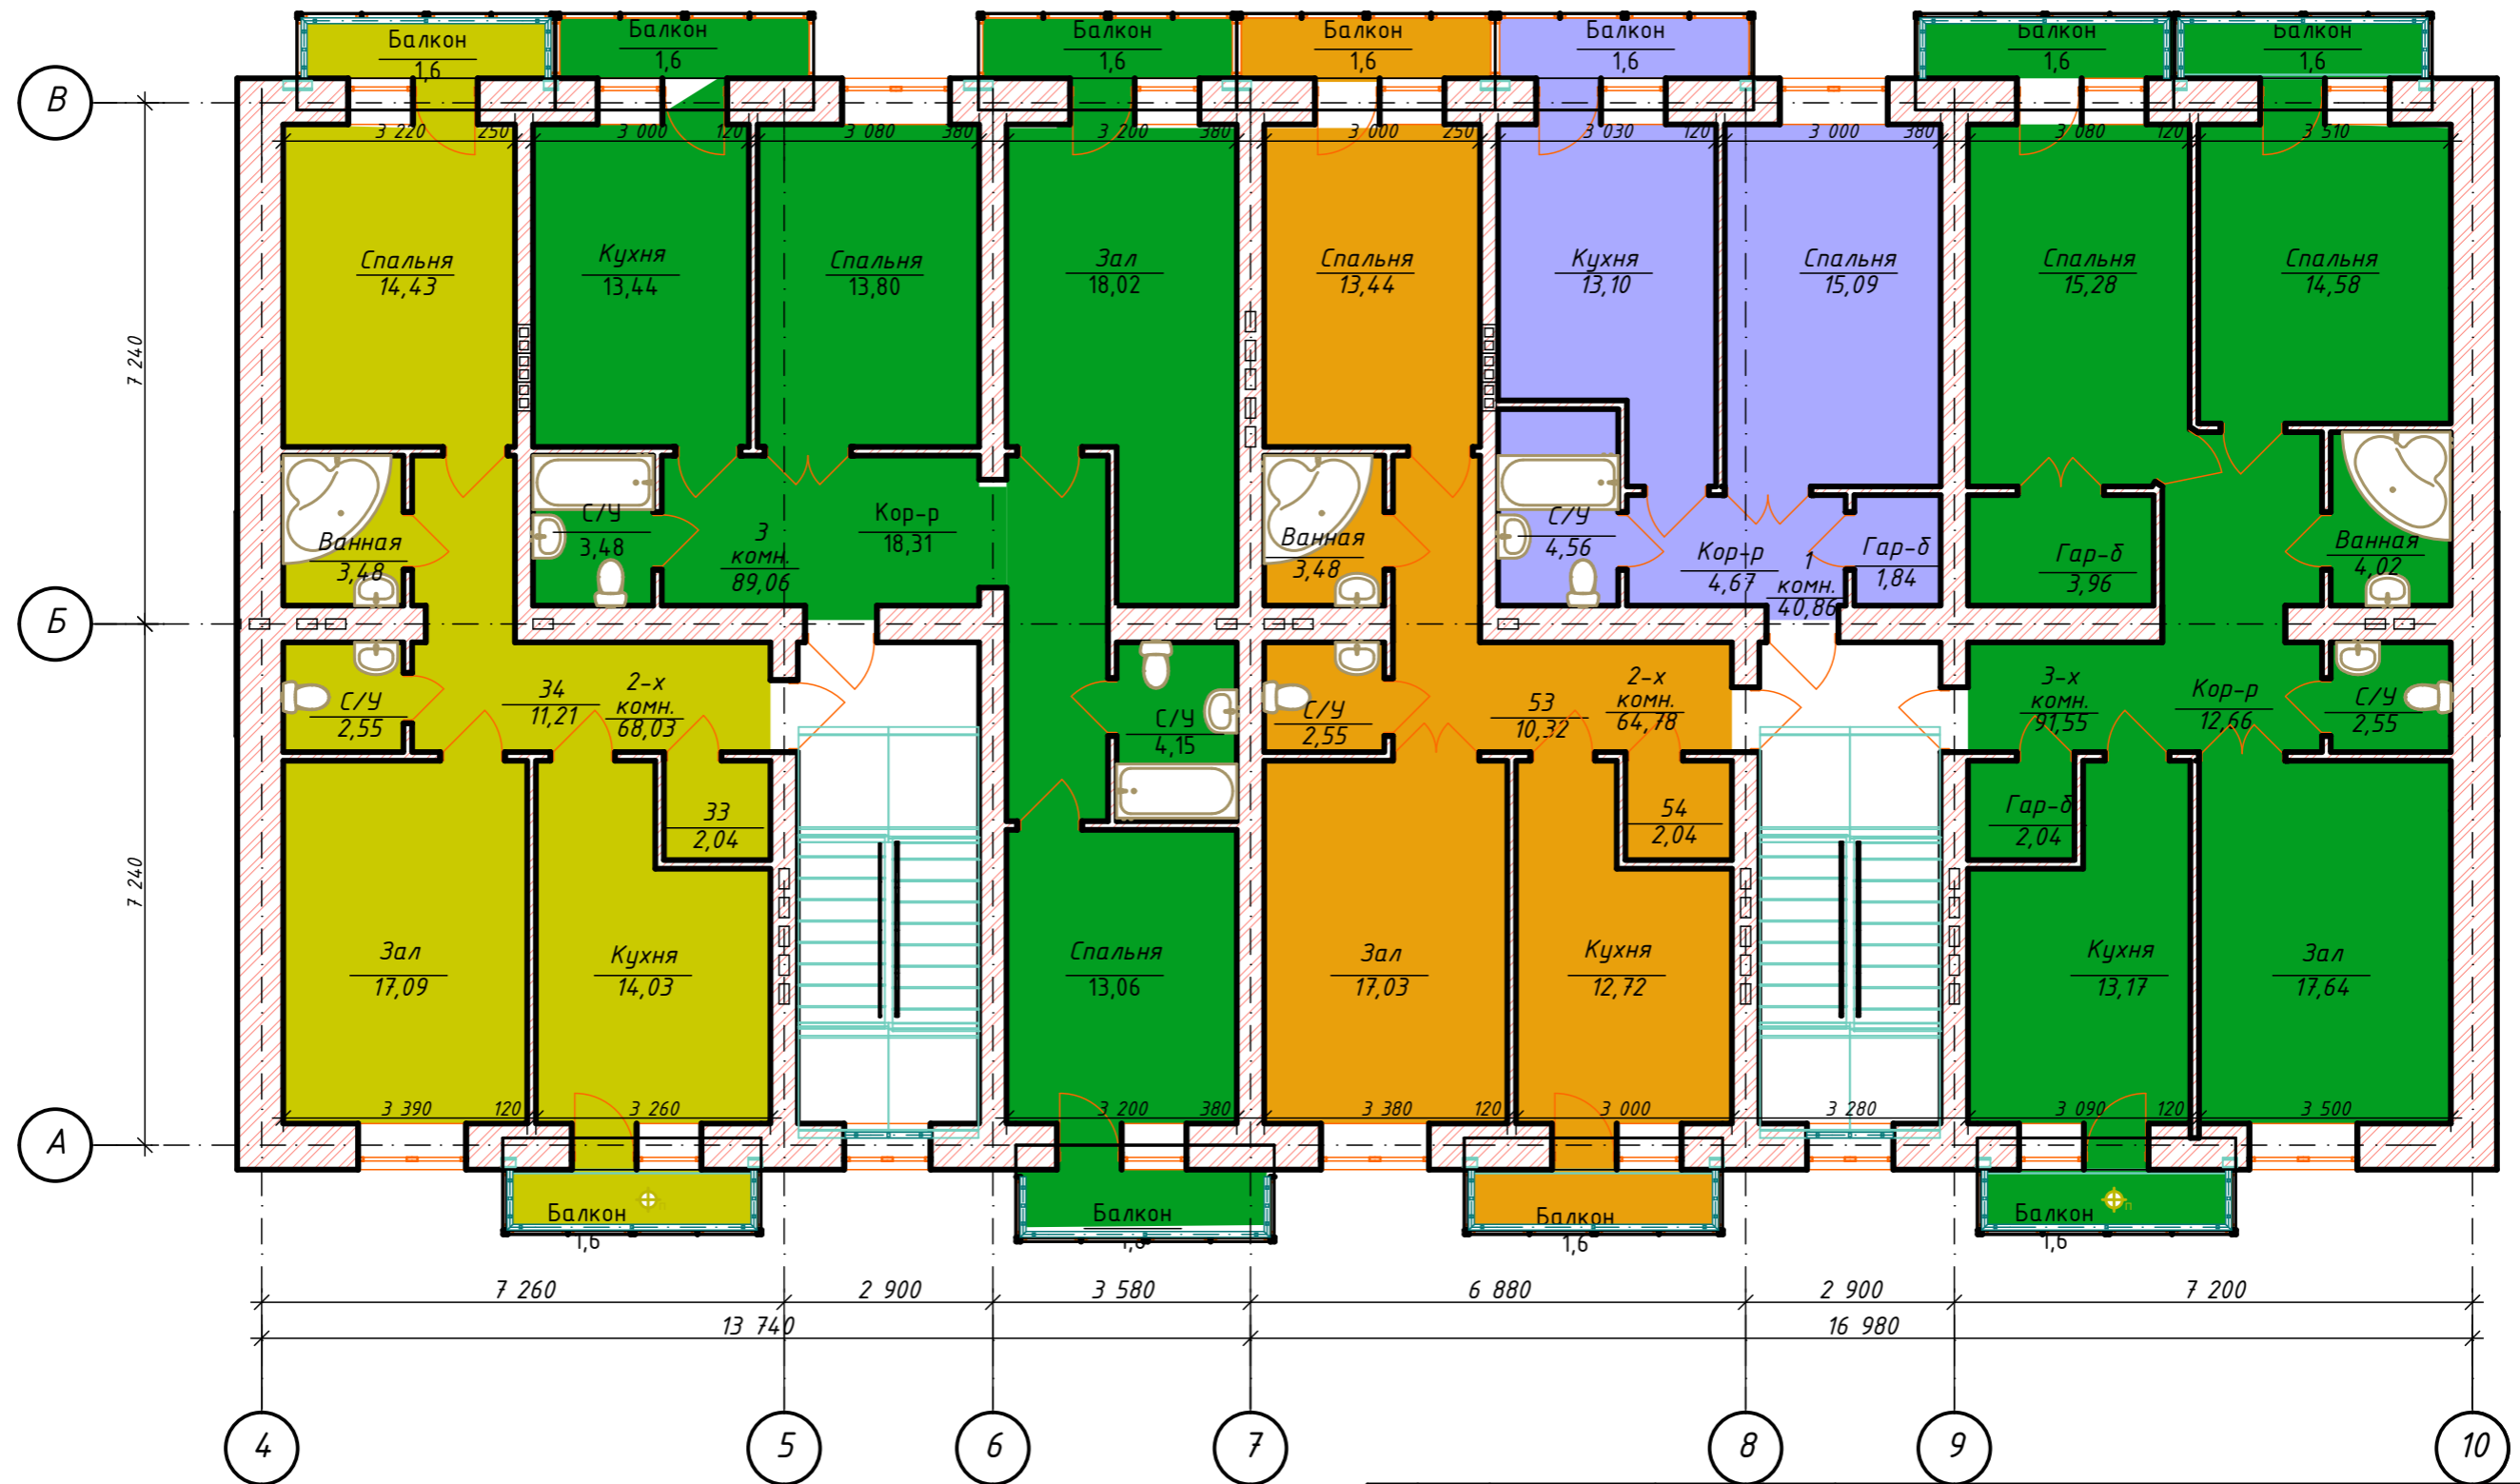 Балкон
1,6
Балкон
1,6
Балкон
1,6
Балкон
1,6
Балкон
1,6
Балкон
1,6
Балкон
1,6
В
3 220 250 3 000 120 3 080 380 3 200 380 3 000 250 3 030 120 3 000 380 3 080 120 3 510
7 240
Спальня
14,43
Кухня
13,44
Спальня
13,80
Зал
18,02
Спальня
13,44
Кухня
13,10
Спальня
15,09
Спальня
15,28
Спальня
14,58
Ванная
3,48
С/У
3,48
3
комн.
89,06
Кор-р
18,31
Ванная
3,48
С/У
4,56
Кор-р
4,67
1
комн.
40,86
Гар-б
1,84
Гар-б
3,96
Ванная
4,02
Б
С/У
2,55
34
11,21
2-х
комн.
68,03
С/У
4,15
С/У
2,55
53
10,32
2-х
комн.
64,78
3-х
комн.
91,55
Кор-р
12,66
С/У
2,55
33
2,04
54
2,04
Гар-б
2,04
7 240
Зал
17,09
Кухня
14,03
Спальня
13,06
Зал
17,03
Кухня
12,72
Кухня
13,17
Зал
17,64
3 390 120 3 260 3 200 380 3 380 120 3 000 3 280 3 090 120 3 500
А
Балкон
1,6
Балкон
1,6
Балкон
1,6
Балкон
1,6
7 260 2 900 3 580 6 880 2 900 7 200
13 740 16 980
4 5 6 7 8 9 10